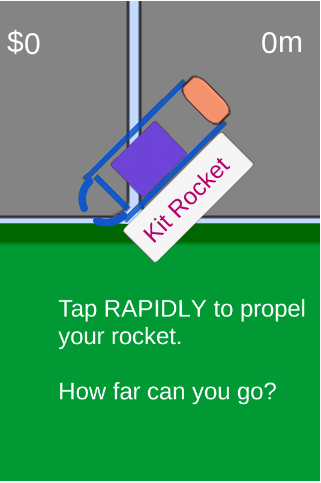 $0 0m
Kit Rocket
Tap RAPIDLY to propel
your rocket.
How far can you go?